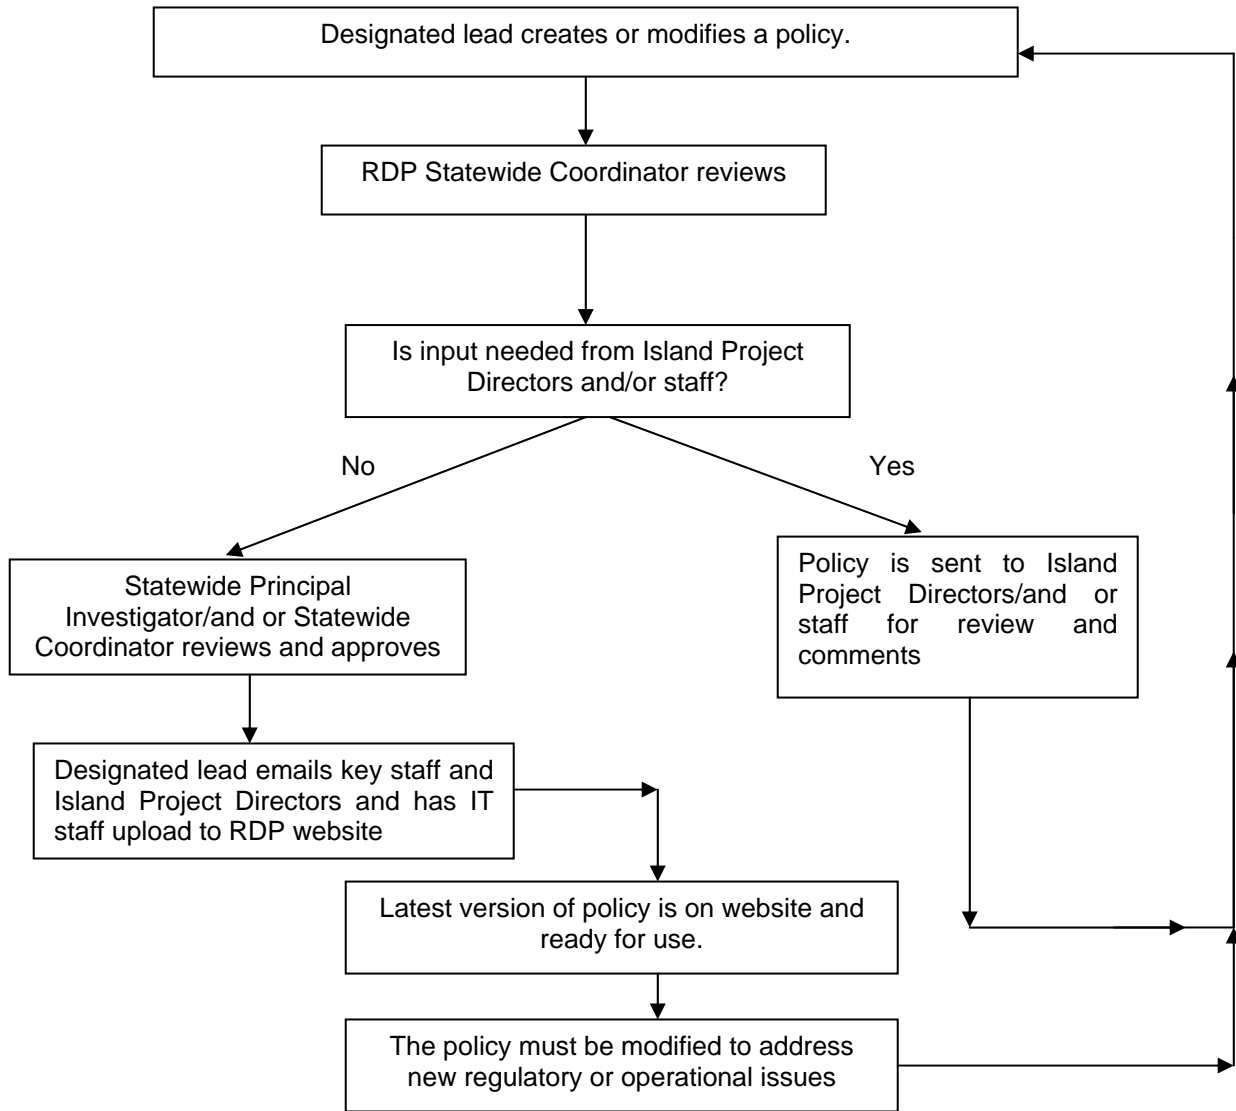 Designated lead creates or modifies a policy.
RDP Statewide Coordinator reviews
Is input needed from Island Project
Directors and/or staff?
No
Yes
Statewide Principal
Investigator/and or Statewide
Coordinator reviews and approves
Policy is sent to Island
Project Directors/and or
staff for review and
comments
Designated lead emails key staff and
Island Project Directors and has IT
staff upload to RDP website
Latest version of policy is on website and
ready for use.
The policy must be modified to address
new regulatory or operational issues